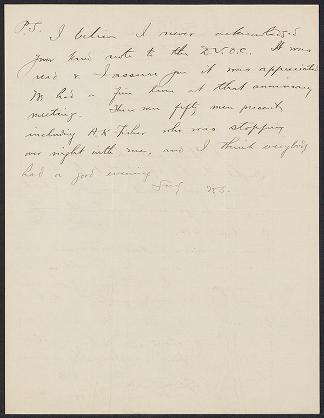 P.S. I believe I never acknowledged
your kind note to the D.V.O.C. It was
read & I assure you it was appreciated
We had a fine time at that anniversary
meeting. There were fifty men present,
including A K Fisher who was stopping
over night with me, and I think everybody
had a good evening